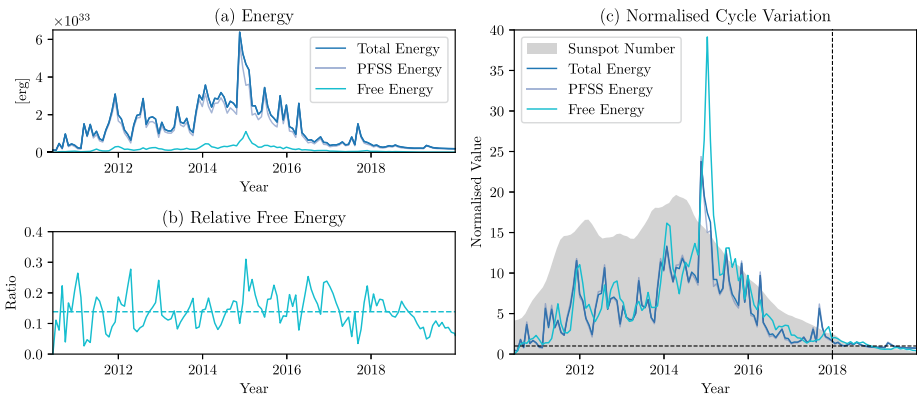 (a) Energy
×10³³
6
4
2
0
[erg]
Total Energy
PFSS Energy
Free Energy
2012 2014 2016 2018
Year
(b) Relative Free Energy
0.4
0.3
0.2
0.1
0.0
Ratio
2012 2014 2016 2018
Year
(c) Normalised Cycle Variation
40
35
30
25
20
15
10
5
0
Normalised Value
Sunspot Number
Total Energy
PFSS Energy
Free Energy
2012 2014 2016 2018
Year